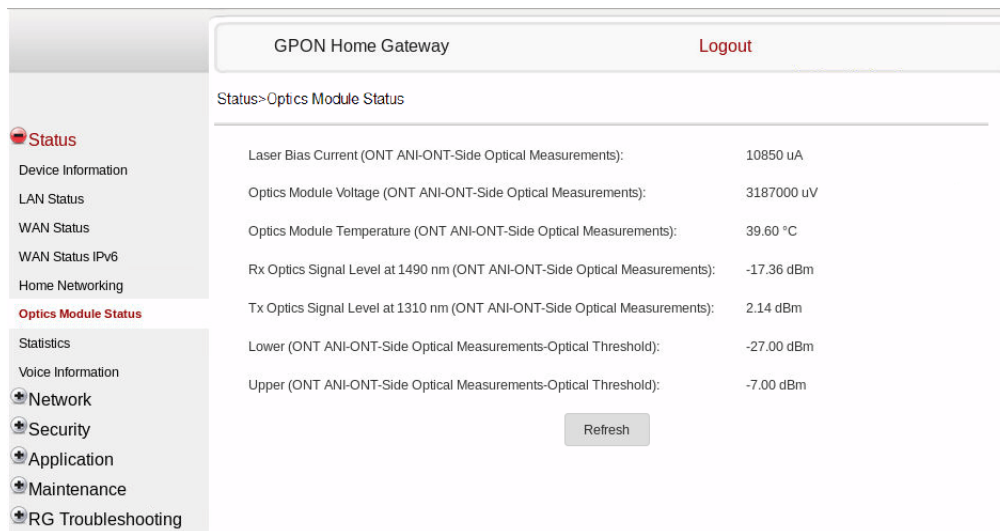 GPON Home Gateway
Logout
Status>Optics Module Status
Status
Device Information
LAN Status
WAN Status
WAN Status IPv6
Home Networking
Optics Module Status
Statistics
Voice Information
Network
Security
Application
Maintenance
RG Troubleshooting
Laser Bias Current (ONT ANI-ONT-Side Optical Measurements): 10850 uA
Optics Module Voltage (ONT ANI-ONT-Side Optical Measurements): 3187000 uV
Optics Module Temperature (ONT ANI-ONT-Side Optical Measurements): 39.60 °C
Rx Optics Signal Level at 1490 nm (ONT ANI-ONT-Side Optical Measurements): -17.36 dBm
Tx Optics Signal Level at 1310 nm (ONT ANI-ONT-Side Optical Measurements): 2.14 dBm
Lower (ONT ANI-ONT-Side Optical Measurements-Optical Threshold): -27.00 dBm
Upper (ONT ANI-ONT-Side Optical Measurements-Optical Threshold): -7.00 dBm
Refresh